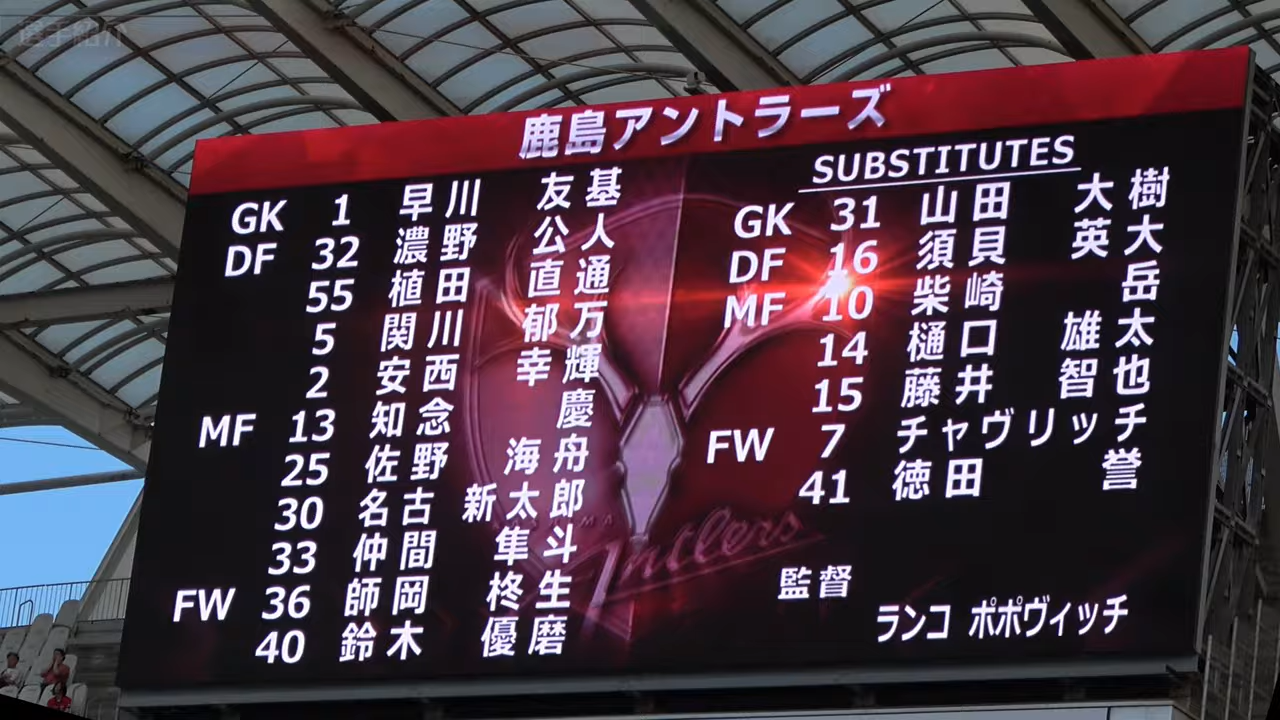 選手紹介
鹿島アントラーズ
GK 1 早川 友基
DF 32 濃野 公人
55 植田 直通
5 関川 郁万
2 安西 幸輝
MF 13 知念 慶
25 佐野 海舟
30 名古 新太郎
33 仲間 隼斗
FW 36 師岡 柊生
40 鈴木 優磨
SUBSTITUTES
GK 31 山田 大樹
DF 16 須貝 英大
MF 10 柴崎 岳
14 樋口 雄太
15 藤井 智也
FW 7 チャヴリッチ
41 徳田 誉
監督
ランコ ポポヴィッチ
Antlers